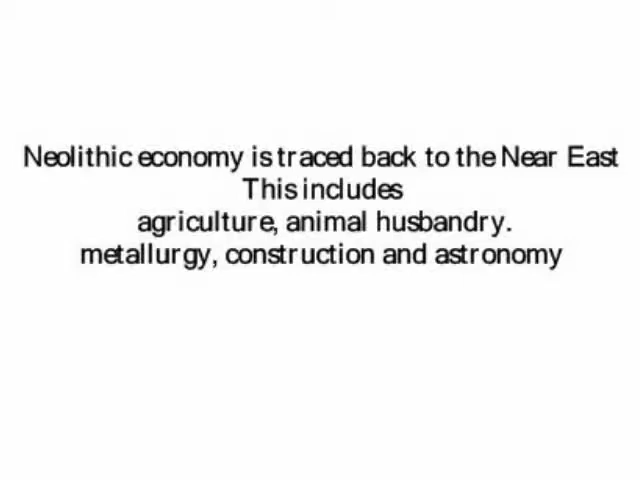 Neolithic economy is traced back to the Near East
This includes
agriculture, animal husbandry.
metallurgy, construction and astronomy